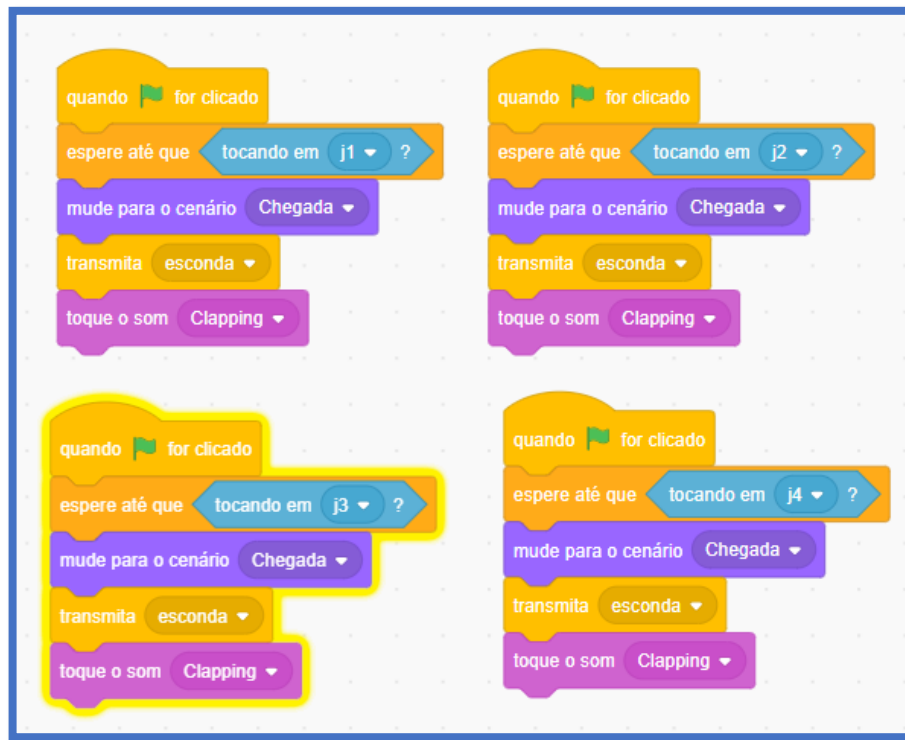 quando for clicado
espere até que tocando em j1 ?
mude para o cenário Chegada
transmita esconda
toque o som Clapping
quando for clicado
espere até que tocando em j2 ?
mude para o cenário Chegada
transmita esconda
toque o som Clapping
quando for clicado
espere até que tocando em j3 ?
mude para o cenário Chegada
transmita esconda
toque o som Clapping
quando for clicado
espere até que tocando em j4 ?
mude para o cenário Chegada
transmita esconda
toque o som Clapping